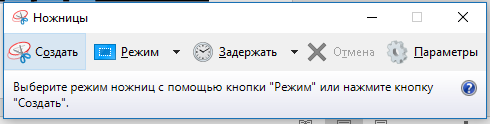 Ножницы
Создать Режим Задержать Отмена Параметры
Выберите режим ножниц с помощью кнопки "Режим" или нажмите кнопку
"Создать".
?